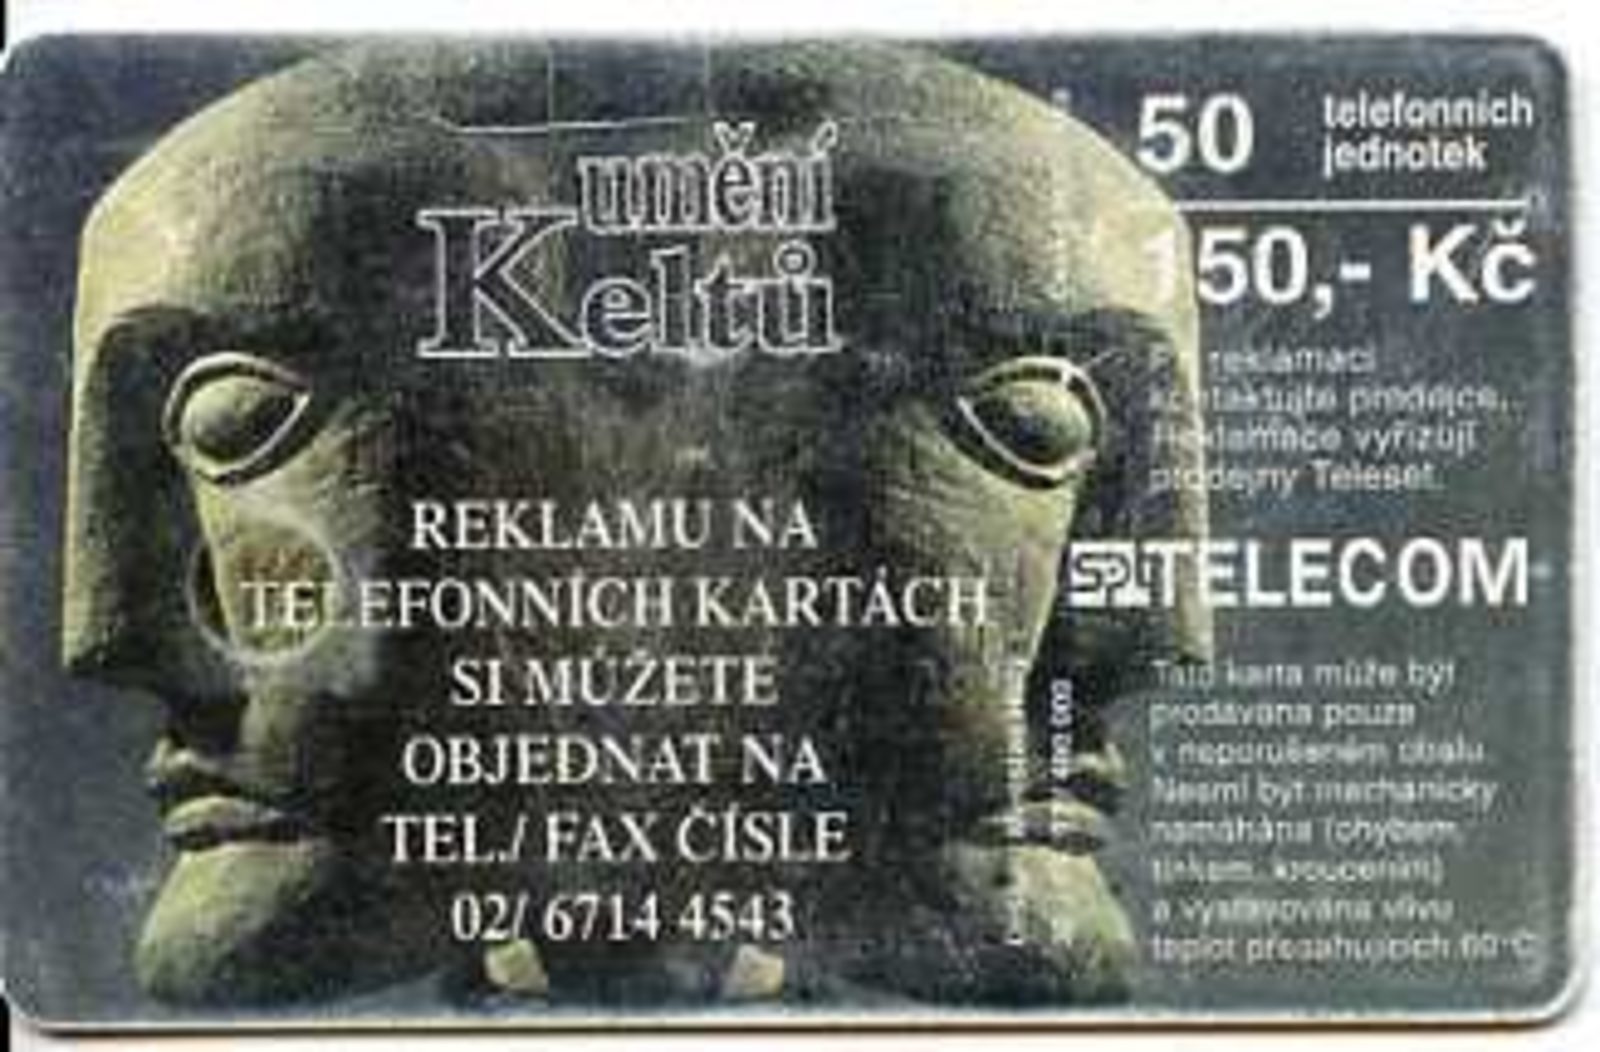 umění
Keltů
REKLAMU NA
TELEFONNÍCH KARTÁCH
SI MŮŽETE
OBJEDNAT NA
TEL./ FAX ČÍSLE
02/ 6714 4543
50 telefonních
jednotek
150,- Kč
Při reklamaci
kontaktujte prodejce.
Reklamace vyřizují
prodejny Teleset.
SPT TELECOM
Tato karta může být
prodávána pouze
v neporušeném obalu.
Nesmí být mechanicky
namáhána (ohybem,
tlakem, kroucením)
a vystavována vlivu
teplot přesahujících 60°C